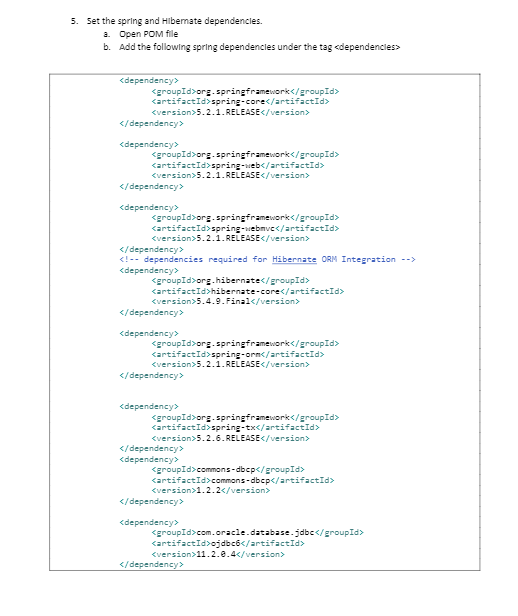 5. Set the spring and Hibernate dependencies.
a. Open POM file
b. Add the following spring dependencies under the tag <dependencies>
<dependency>
<groupId>org.springframework</groupId>
<artifactId>spring-core</artifactId>
<version>5.2.1.RELEASE</version>
</dependency>
<dependency>
<groupId>org.springframework</groupId>
<artifactId>spring-web</artifactId>
<version>5.2.1.RELEASE</version>
</dependency>
<dependency>
<groupId>org.springframework</groupId>
<artifactId>spring-webmvc</artifactId>
<version>5.2.1.RELEASE</version>
</dependency>
<!-- dependencies required for Hibernate ORM Integration -->
<dependency>
<groupId>org.hibernate</groupId>
<artifactId>hibernate-core</artifactId>
<version>5.4.9.Final</version>
</dependency>
<dependency>
<groupId>org.springframework</groupId>
<artifactId>spring-orm</artifactId>
<version>5.2.1.RELEASE</version>
</dependency>
<dependency>
<groupId>org.springframework</groupId>
<artifactId>spring-tx</artifactId>
<version>5.2.6.RELEASE</version>
</dependency>
<dependency>
<groupId>commons-dbcp</groupId>
<artifactId>commons-dbcp</artifactId>
<version>1.2.2</version>
</dependency>
<dependency>
<groupId>com.oracle.database.jdbc</groupId>
<artifactId>ojdbc6</artifactId>
<version>11.2.0.4</version>
</dependency>